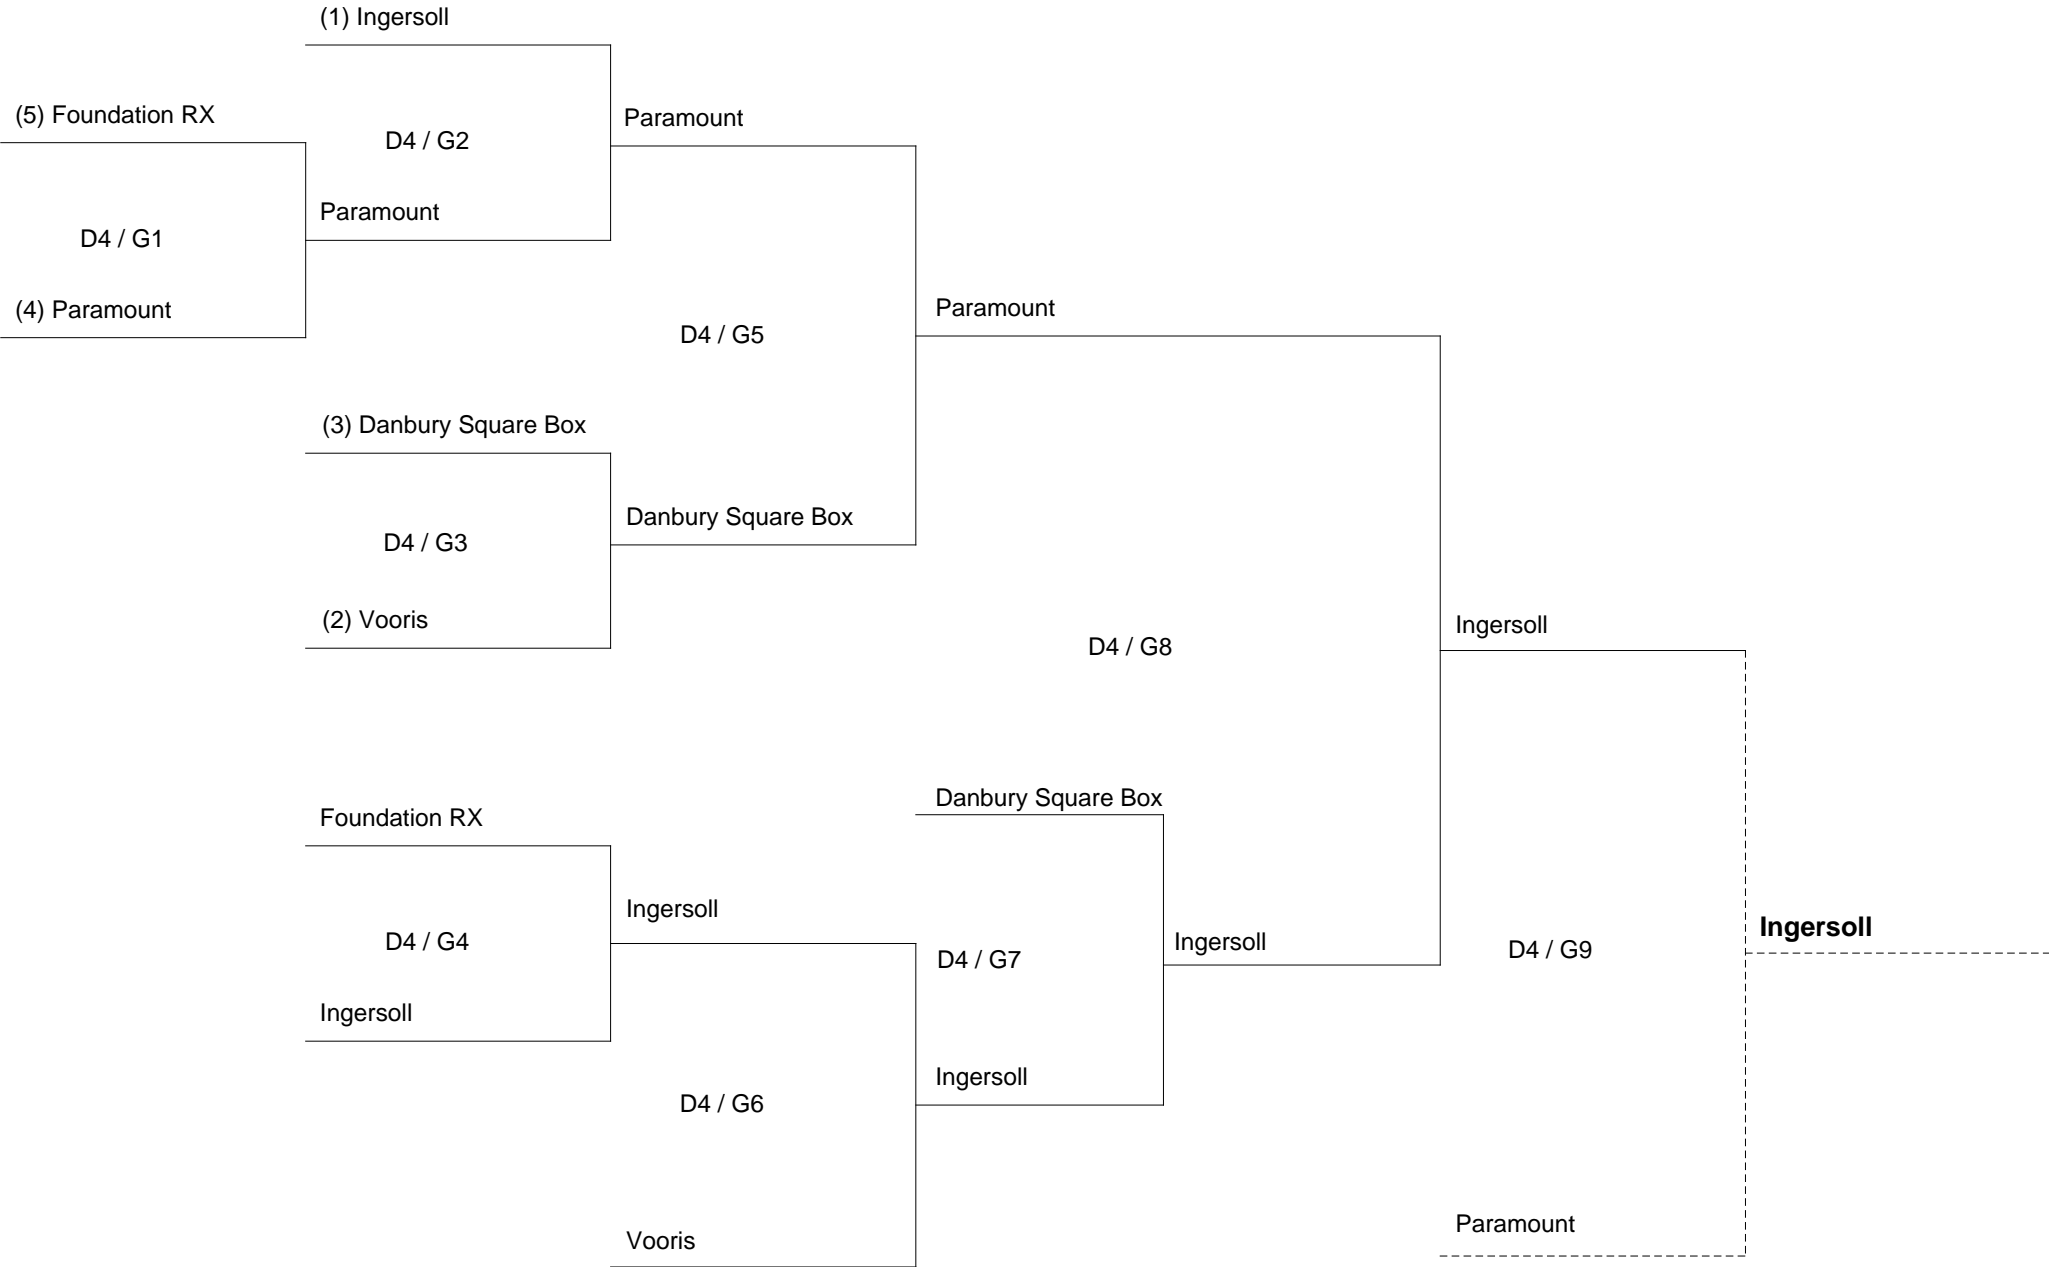 (1) Ingersoll
(5) Foundation RX
Paramount
D4 / G2
Paramount
D4 / G1
(4) Paramount
Paramount
D4 / G5
(3) Danbury Square Box
Danbury Square Box
D4 / G3
(2) Vooris
Ingersoll
D4 / G8
Danbury Square Box
Foundation RX
Ingersoll
Ingersoll
D4 / G4
Ingersoll
D4 / G9
D4 / G7
Ingersoll
Ingersoll
D4 / G6
Paramount
Vooris